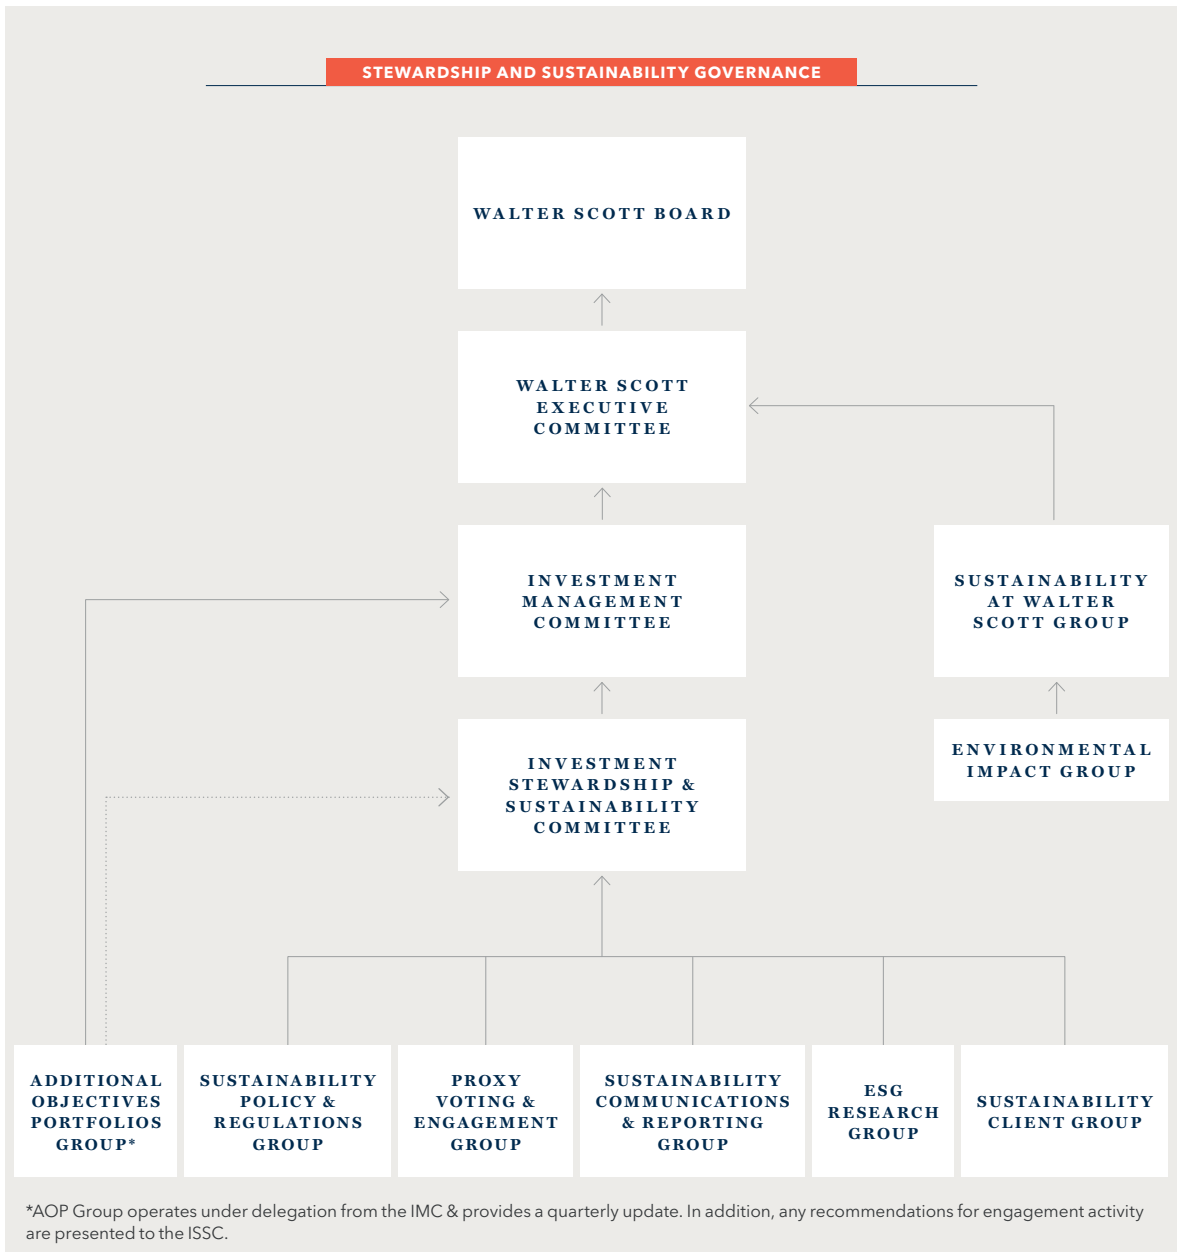 STEWARDSHIP AND SUSTAINABILITY GOVERNANCE
WALTER SCOTT BOARD
WALTER SCOTT
EXECUTIVE
COMMITTEE
INVESTMENT
MANAGEMENT
COMMITTEE
SUSTAINABILITY
AT WALTER
SCOTT GROUP
INVESTMENT
STEWARDSHIP &
SUSTAINABILITY
COMMITTEE
ENVIRONMENTAL
IMPACT GROUP
ADDITIONAL
OBJECTIVES
PORTFOLIOS
GROUP*
SUSTAINABILITY
POLICY &
REGULATIONS
GROUP
PROXY
VOTING &
ENGAGEMENT
GROUP
SUSTAINABILITY
COMMUNICATIONS
& REPORTING
GROUP
ESG
RESEARCH
GROUP
SUSTAINABILITY
CLIENT GROUP
*AOP Group operates under delegation from the IMC & provides a quarterly update. In addition, any recommendations for engagement activity
are presented to the ISSC.